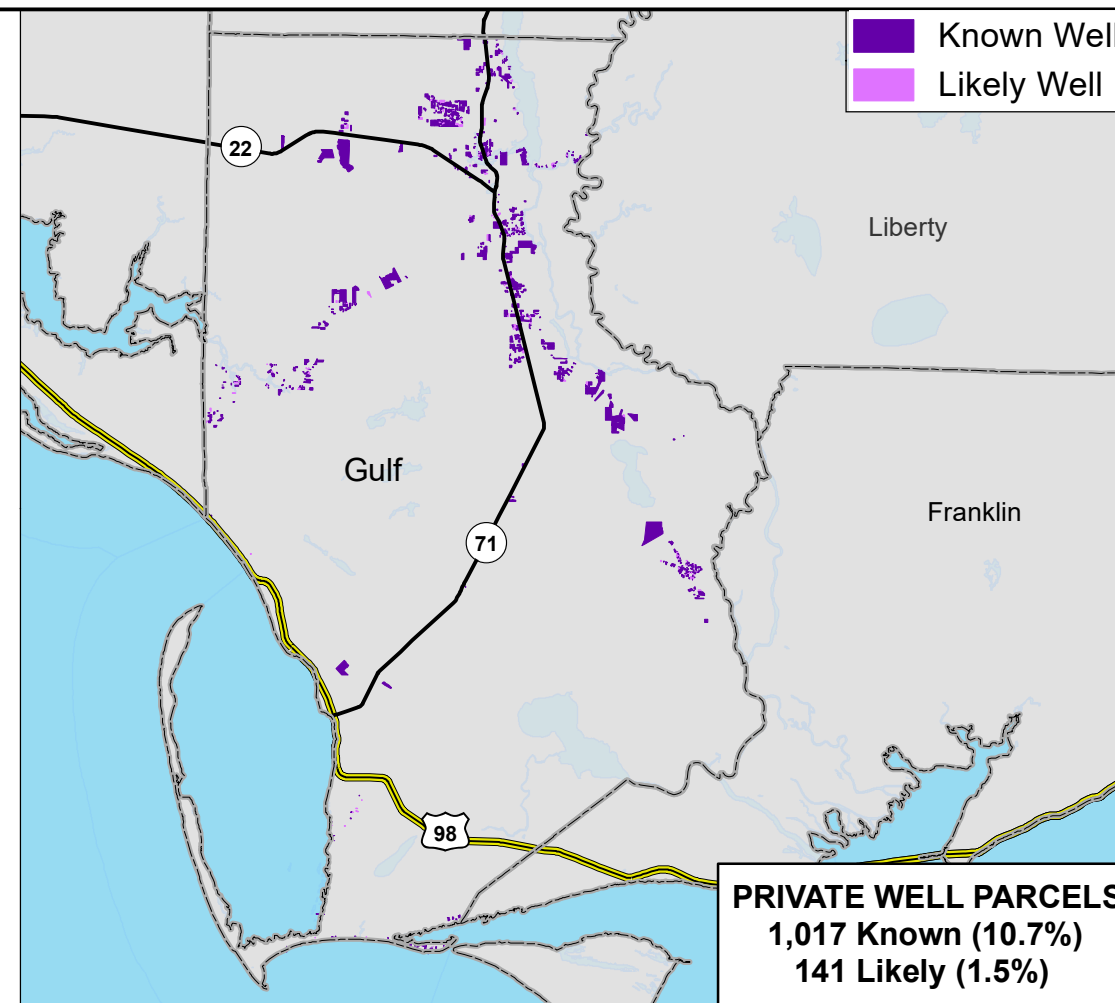 Known Well
Likely Well
22
Liberty
Gulf
Franklin
71
98
PRIVATE WELL PARCELS
1,017 Known (10.7%)
141 Likely (1.5%)